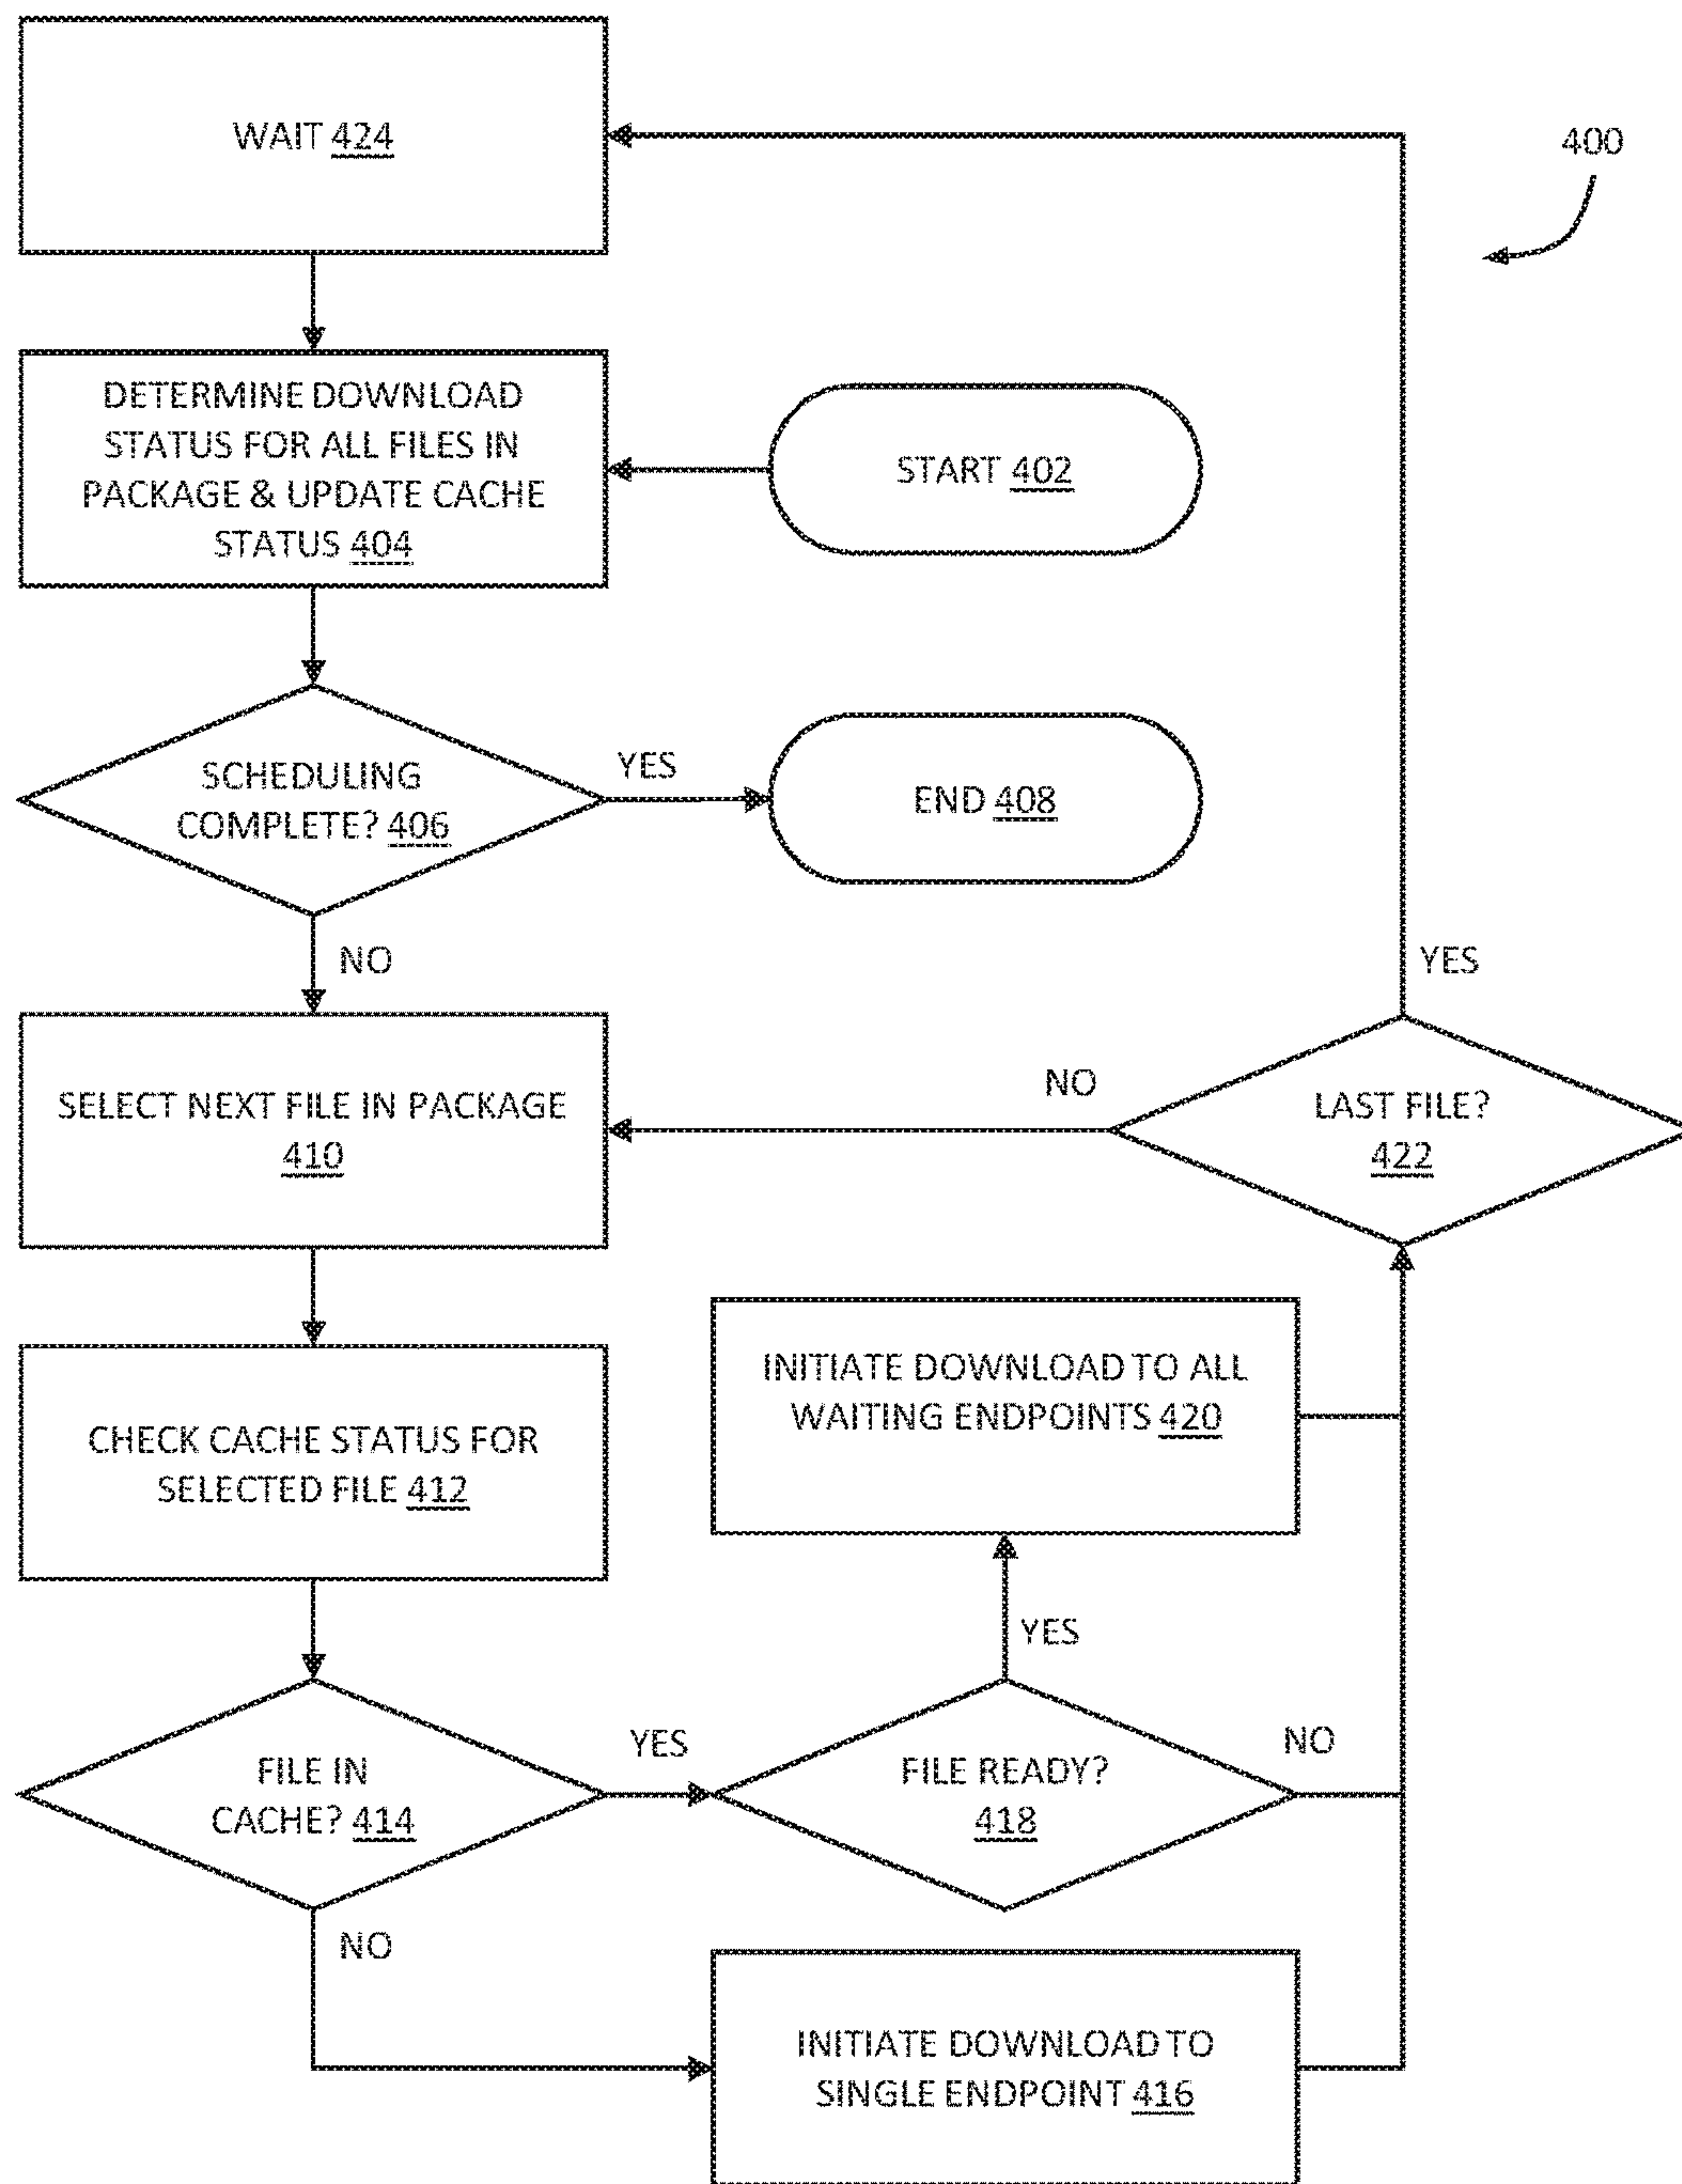 WAIT 424
400
DETERMINE DOWNLOAD
STATUS FOR ALL FILES IN
PACKAGE & UPDATE CACHE
STATUS 404
START 402
SCHEDULING
COMPLETE? 406
YES
END 408
NO
YES
SELECT NEXT FILE IN PACKAGE
410
NO
LAST FILE?
422
INITIATE DOWNLOAD TO ALL
WAITING ENDPOINTS 420
CHECK CACHE STATUS FOR
SELECTED FILE 412
YES
FILE IN
CACHE? 414
YES
FILE READY?
418
NO
NO
INITIATE DOWNLOAD TO
SINGLE ENDPOINT 416